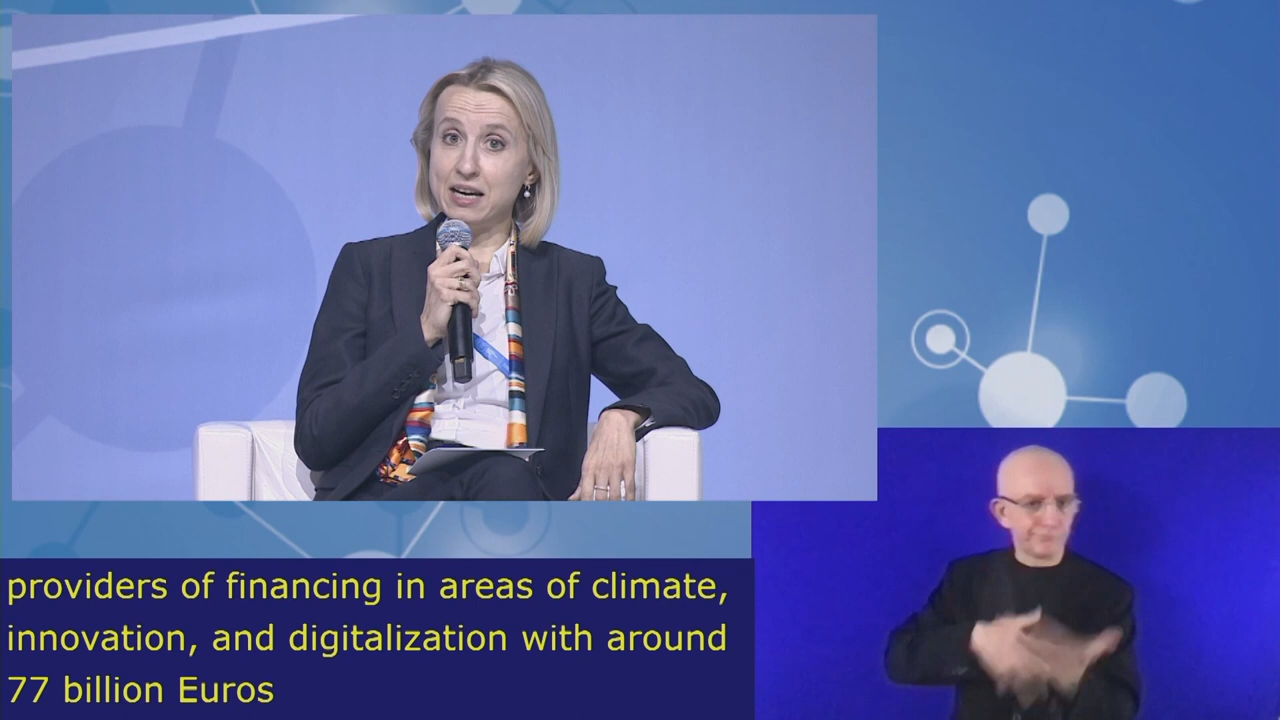 providers of financing in areas of climate,
innovation, and digitalization with around
77 billion Euros